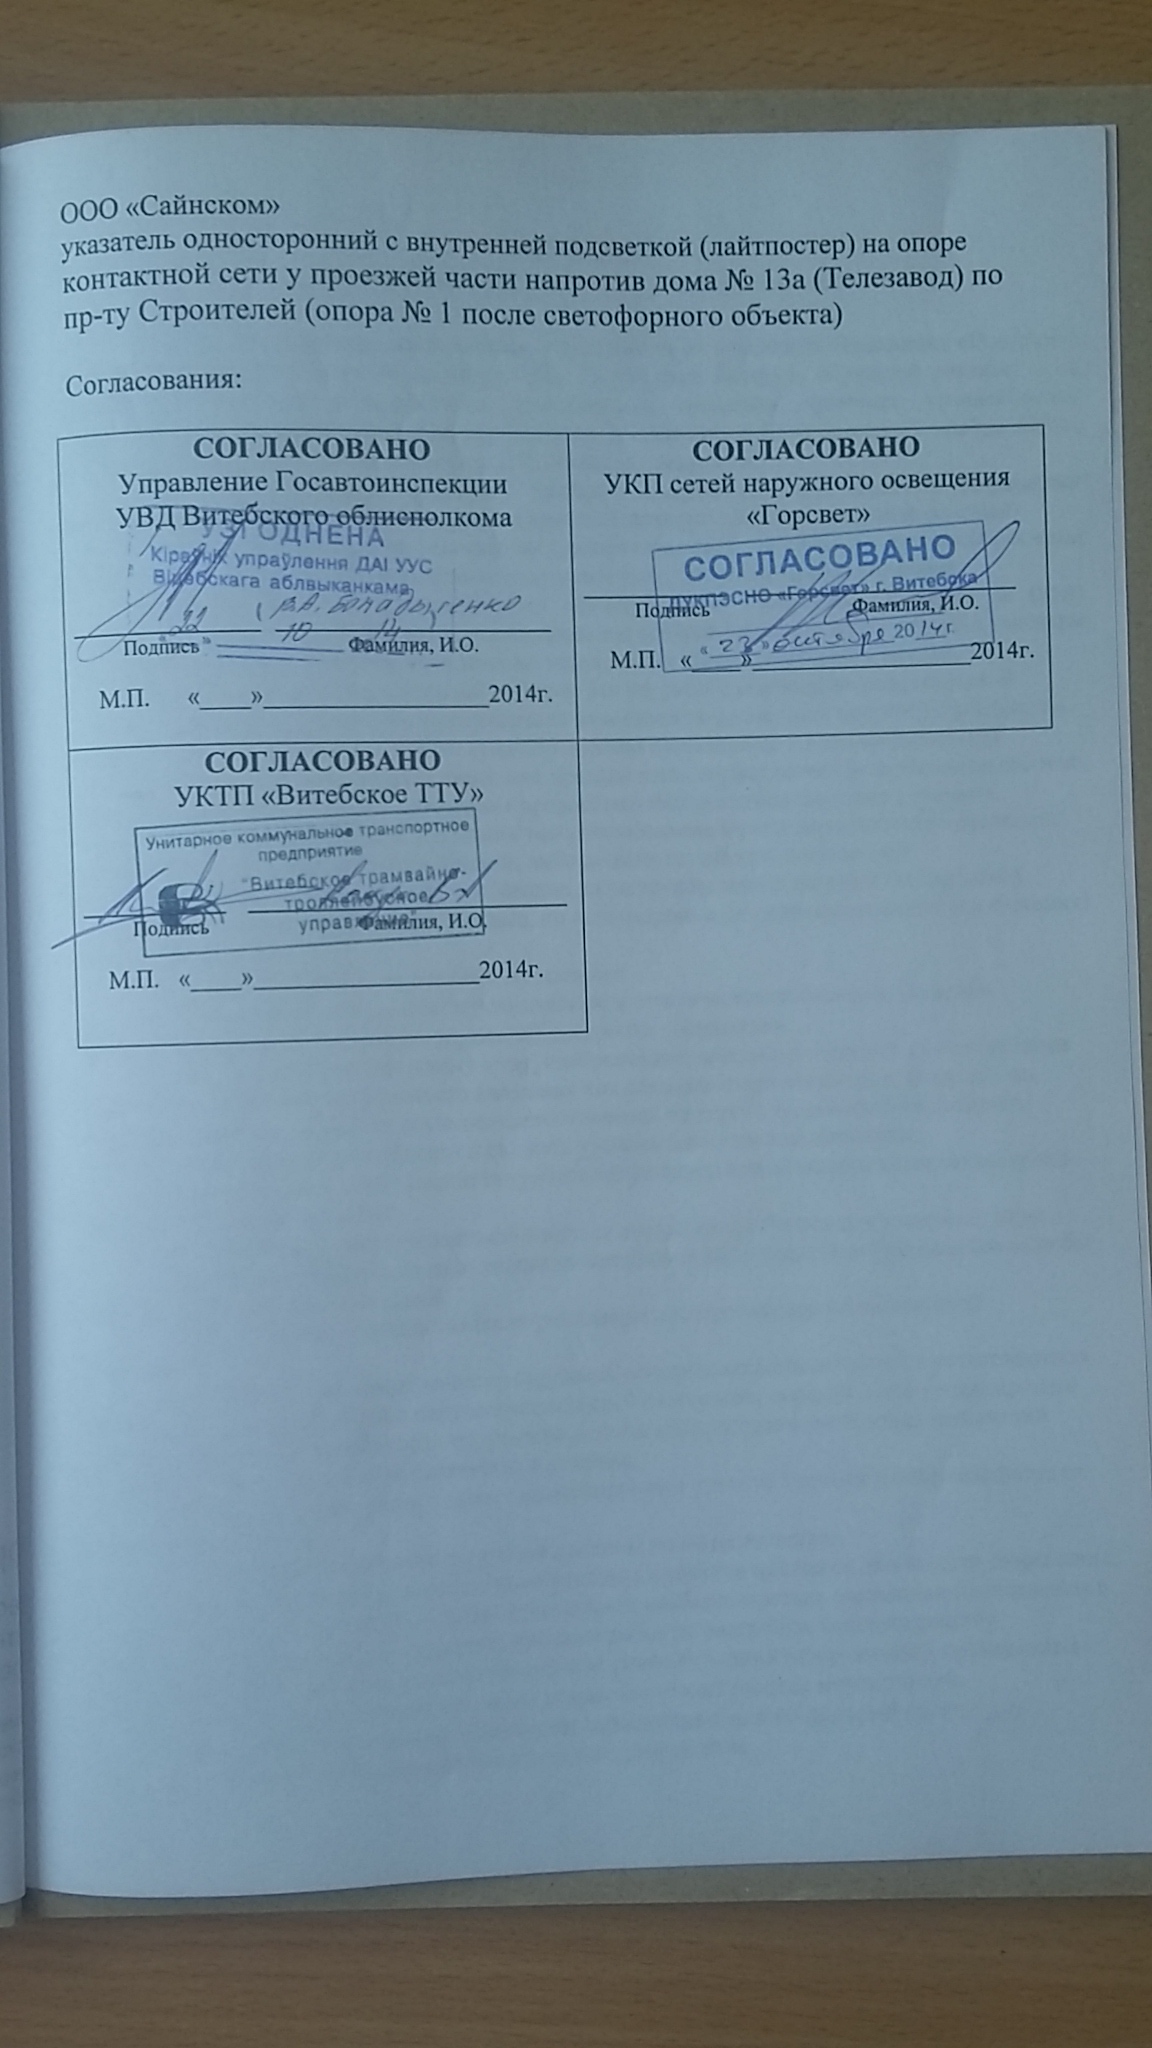 ООО «Сайнском»
указатель односторонний с внутренней подсветкой (лайтпостер) на опоре
контактной сети у проезжей части напротив дома № 13а (Телезавод) по
пр-ту Строителей (опора № 1 после светофорного объекта)
Согласования:
СОГЛАСОВАНО
Управление Госавтоинспекции
УВД Витебского облисполкома
УЗГОДНЕНА
Кіраўнік упраўлення ДАІ УУС
Віцебскага аблвыканкама
22 10 14
Подпись Фамилия, И.О.
М.П. «____»__________________2014г.
СОГЛАСОВАНО
УКП сетей наружного освещения
«Горсвет»
СОГЛАСОВАНО
«Горсвет» г. Витебска
Подпись Фамилия, И.О.
«23» октября 2014г.
М.П. «____»__________________2014г.
СОГЛАСОВАНО
УКТП «Витебское ТТУ»
Унитарное коммунальное транспортное
предприятие
"Витебское трамвайно-
троллейбусное
управление"
Подпись Фамилия, И.О.
М.П. «____»__________________2014г.